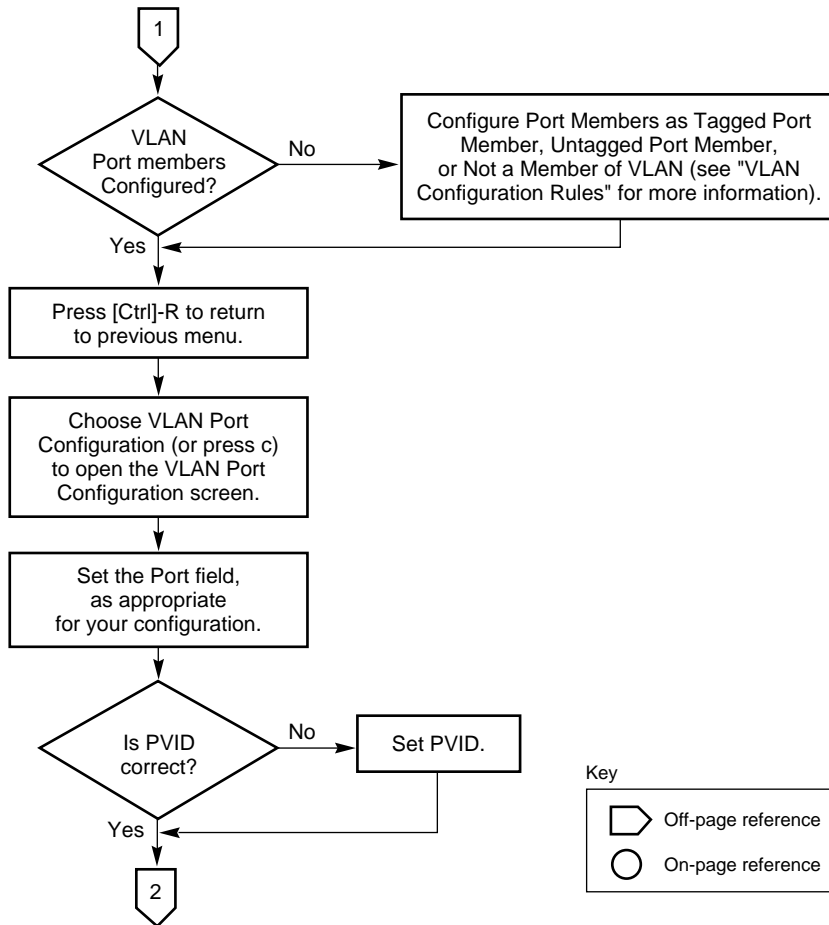 1
VLAN
Port members
Configured?
No
Configure Port Members as Tagged Port
Member, Untagged Port Member,
or Not a Member of VLAN (see "VLAN
Configuration Rules" for more information).
Yes
Press [Ctrl]-R to return
to previous menu.
Choose VLAN Port
Configuration (or press c)
to open the VLAN Port
Configuration screen.
Set the Port field,
as appropriate
for your configuration.
Is PVID
correct?
No
Set PVID.
Yes
2
Key
Off-page reference
On-page reference